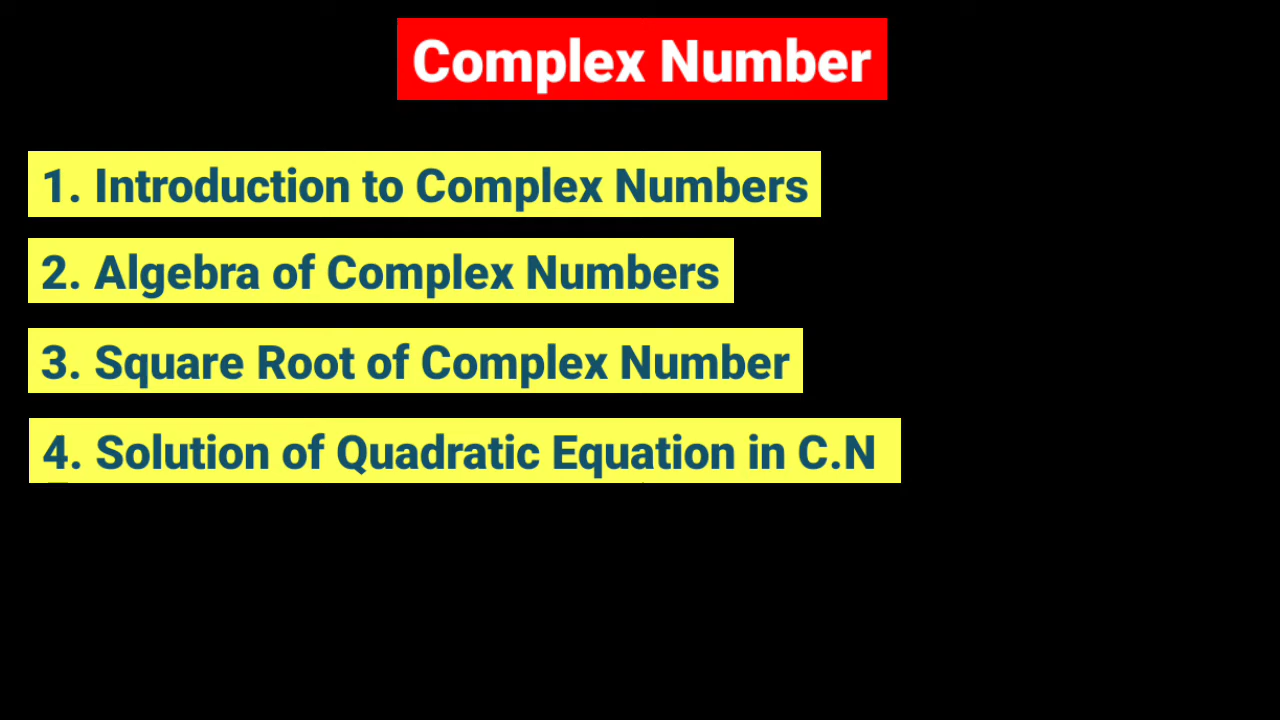 Complex Number
1. Introduction to Complex Numbers
2. Algebra of Complex Numbers
3. Square Root of Complex Number
4. Solution of Quadratic Equation in C.N